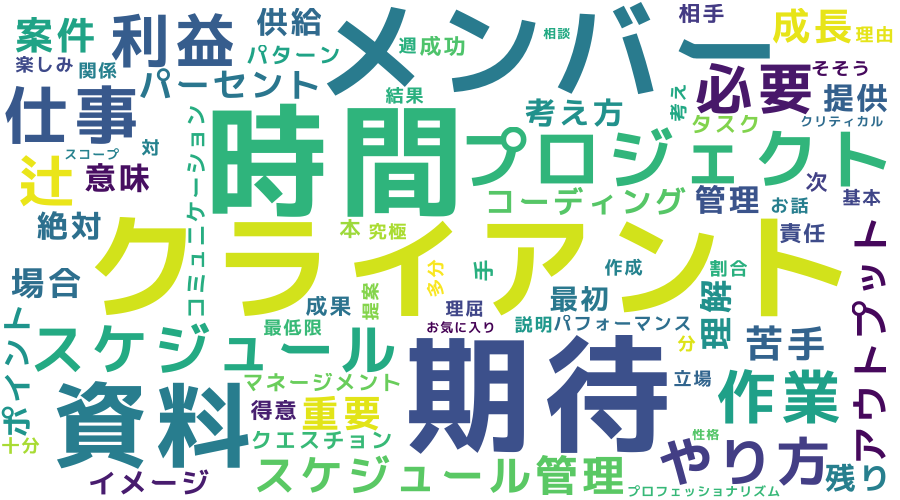 案件
利益
供給
メンバー
相手
成長
理由
楽しみ
関係
パターン
週
成功
相談
そそう
パーセント
必要
提供
仕事
結果
考え方
考え
タスク
クリティカル
時間
プロジェクト
スコープ
対
コミュニケーション
辻
意味
コーディング
管理
次
お話
基本
絶対
本
究極
責任
クライアント
アウトプット
場合
多分
手
作成
割合
成果
提案
理屈
最初
理解
ポイント
スケジュール
最低限
お気に入り
説明
パフォーマンス
分
苦手
期待
資料
マネージメント
立場
作業
得意
重要
十分
クエスチョン
性格
やり方
イメージ
スケジュール管理
残り
プロフェッショナリズム